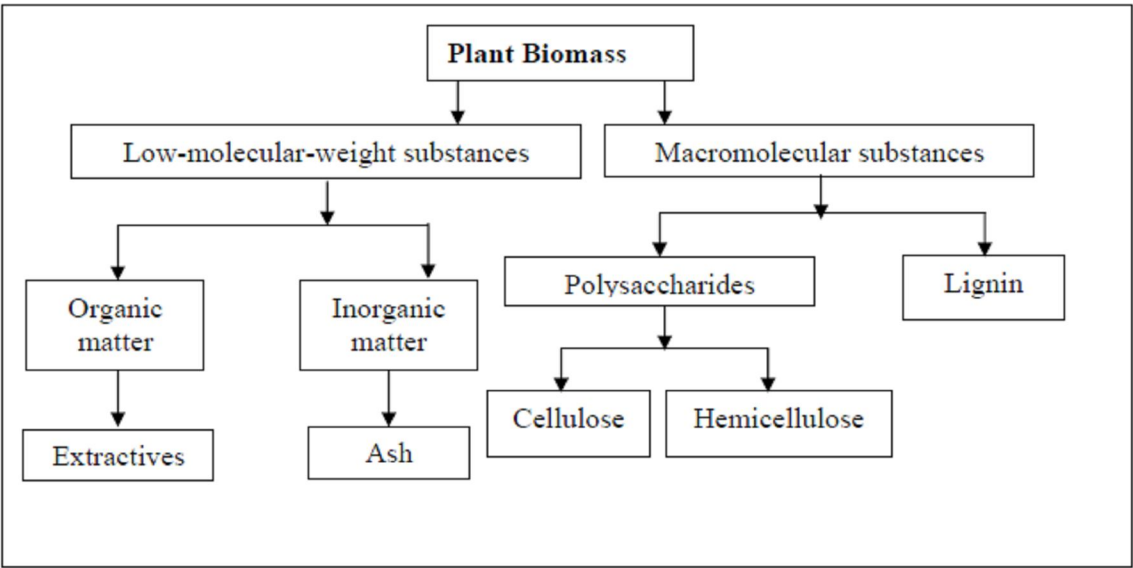 Plant Biomass
Low-molecular-weight substances
Macromolecular substances
Organic
matter
Inorganic
matter
Polysaccharides
Lignin
Extractives
Ash
Cellulose
Hemicellulose